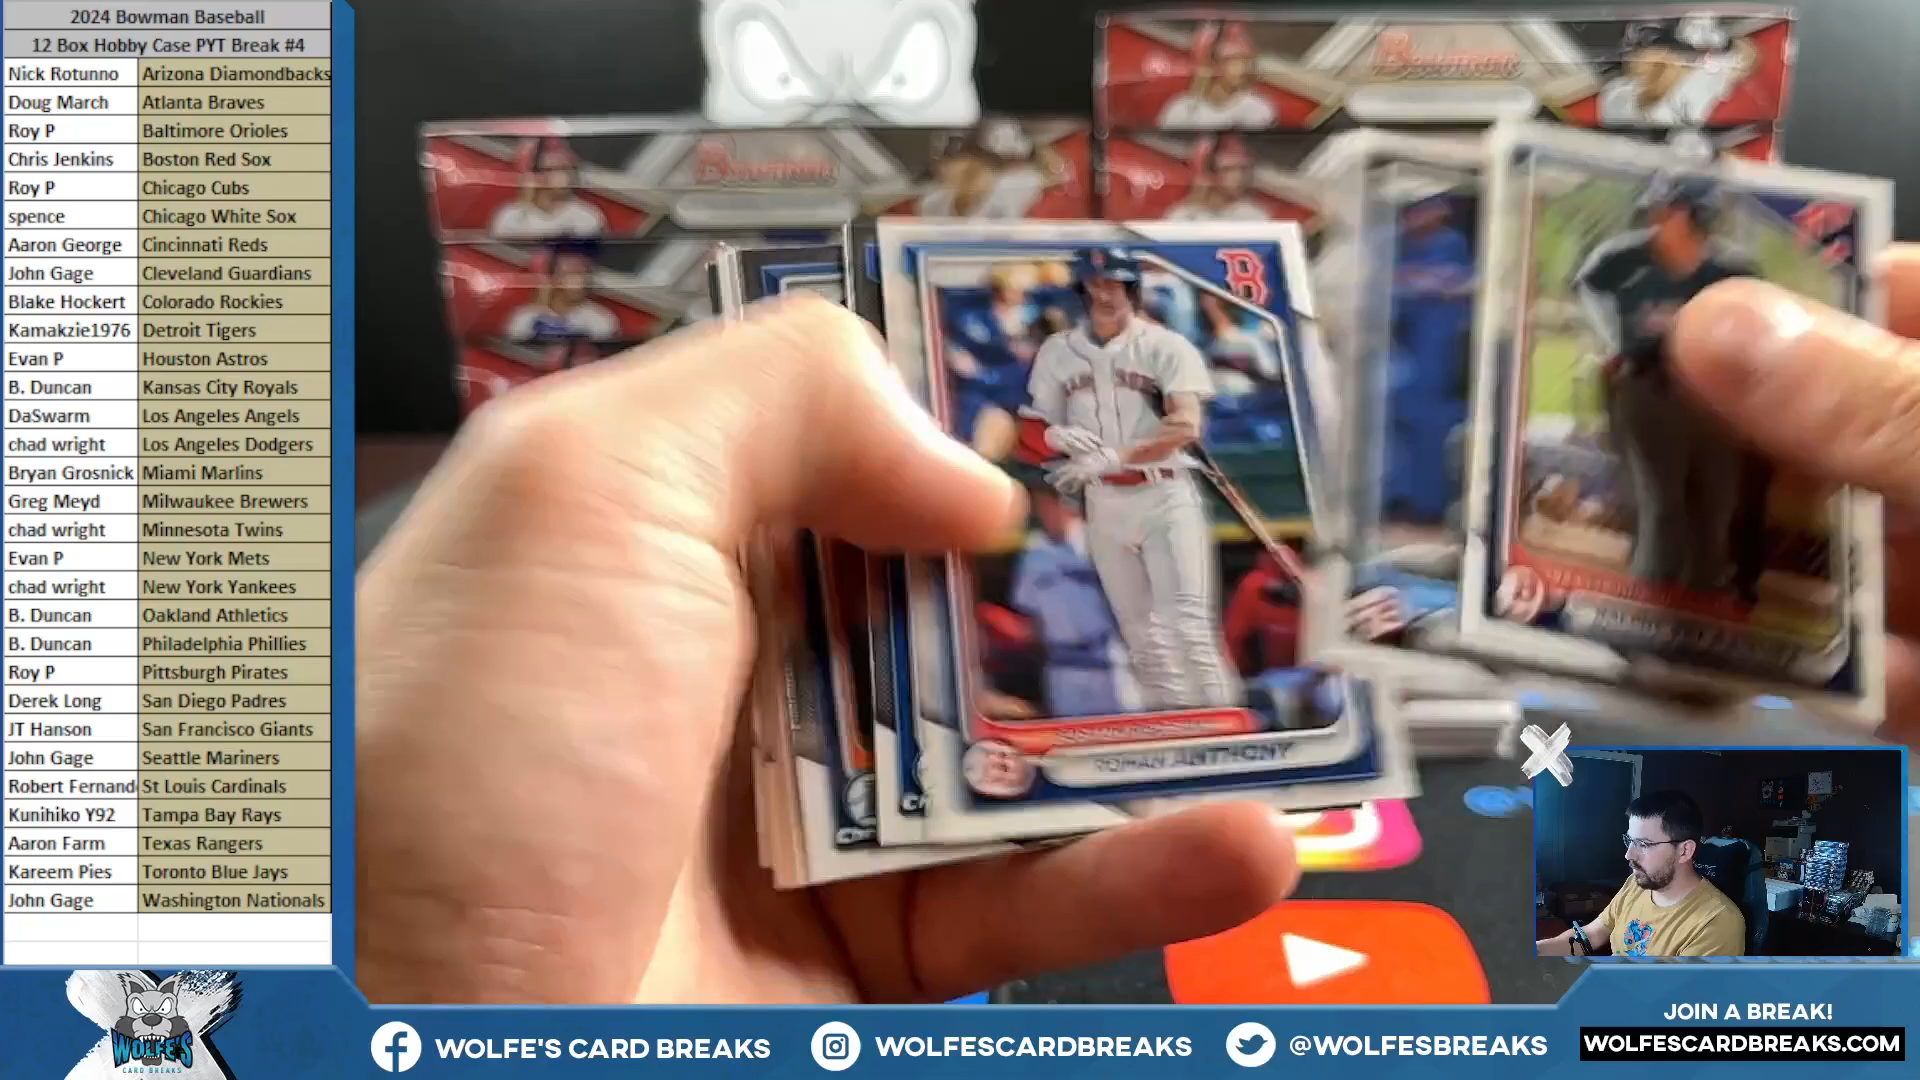 2024 Bowman Baseball
12 Box Hobby Case PYT Break #4
Nick Rotunno Arizona Diamondbacks
Doug March Atlanta Braves
Roy P Baltimore Orioles
Chris Jenkins Boston Red Sox
Roy P Chicago Cubs
spence Chicago White Sox
Aaron George Cincinnati Reds
John Gage Cleveland Guardians
Blake Hockert Colorado Rockies
Kamakzie1976 Detroit Tigers
Evan P Houston Astros
B. Duncan Kansas City Royals
DaSwarm Los Angeles Angels
chad wright Los Angeles Dodgers
Bryan Grosnick Miami Marlins
Greg Meyd Milwaukee Brewers
chad wright Minnesota Twins
Evan P New York Mets
chad wright New York Yankees
B. Duncan Oakland Athletics
B. Duncan Philadelphia Phillies
Roy P Pittsburgh Pirates
Derek Long San Diego Padres
JT Hanson San Francisco Giants
John Gage Seattle Mariners
Robert Fernand St Louis Cardinals
Kunihiko Y92 Tampa Bay Rays
Aaron Farm Texas Rangers
Kareem Pies Toronto Blue Jays
John Gage Washington Nationals
Bowman
Bowman
B
ROMAN ANTHONY
WOLFE'S
CARD BREAKS
WOLFE'S CARD BREAKS
WOLFESCARDBREAKS
@WOLFESBREAKS
JOIN A BREAK!
WOLFESCARDBREAKS.COM